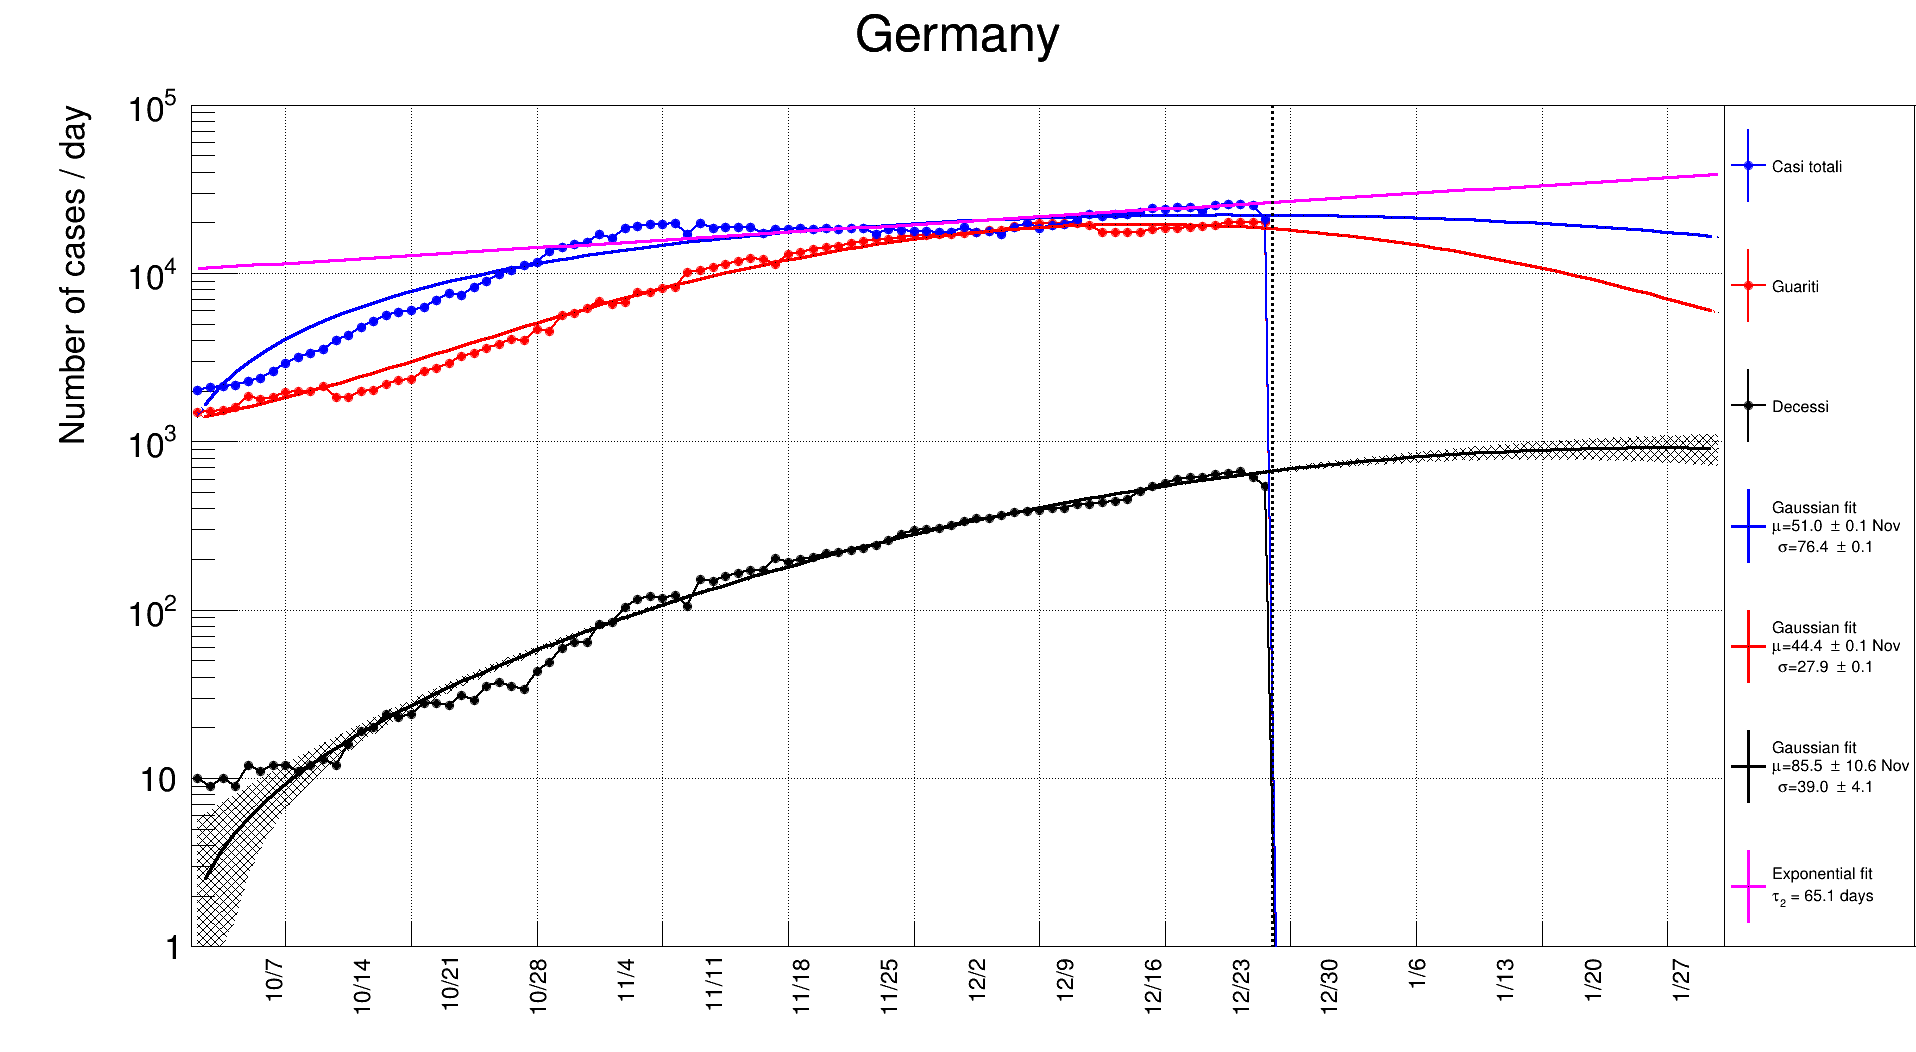 Germany
Number of cases / day
10^5
10^4
10^3
10^2
10
1
10/7
10/14
10/21
10/28
11/4
11/11
11/18
11/25
12/2
12/9
12/16
12/23
12/30
1/6
1/13
1/20
1/27
Casi totali
Guariti
Decessi
Gaussian fit
μ=51.0 ± 0.1 Nov
σ=76.4 ± 0.1
Gaussian fit
μ=44.4 ± 0.1 Nov
σ=27.9 ± 0.1
Gaussian fit
μ=85.5 ± 10.6 Nov
σ=39.0 ± 4.1
Exponential fit
τ₂ = 65.1 days